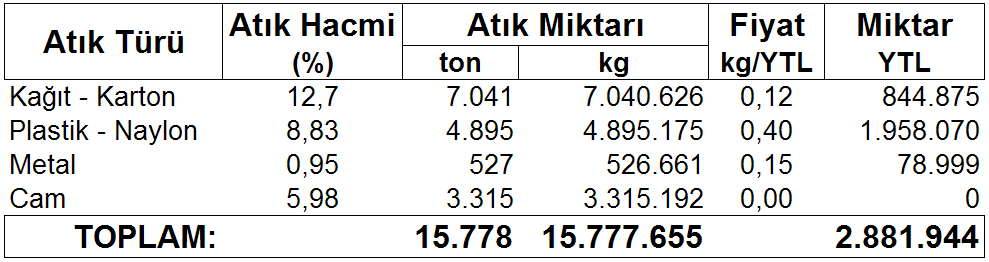 Atık Türü Atık Hacmi Atık Miktarı Fiyat Miktar
(%) ton kg kg/YTL YTL
Kağıt - Karton 12,7 7.041 7.040.626 0,12 844.875
Plastik - Naylon 8,83 4.895 4.895.175 0,40 1.958.070
Metal 0,95 527 526.661 0,15 78.999
Cam 5,98 3.315 3.315.192 0,00 0
TOPLAM: 15.778 15.777.655 2.881.944